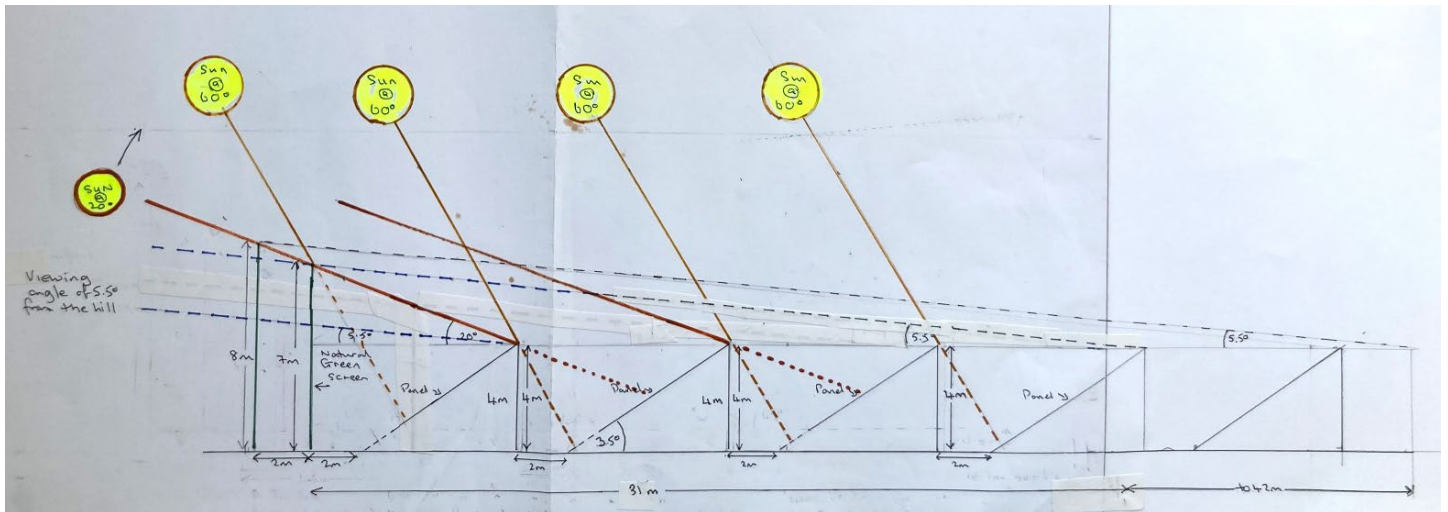 Sun
@
60°
Sun
@
60°
Sun
@
60°
Sun
@
60°
Sun
@
20°
Viewing
angle of 5.5°
from the hill
8m
7m
Natural
Green
Screen
5.5°
20°
Panel
4m
4m
Panel
35°
4m
4m
Panel
5.5
4m
Panel
5.5°
2m
2m
2m
2m
2m
31m
to 42m